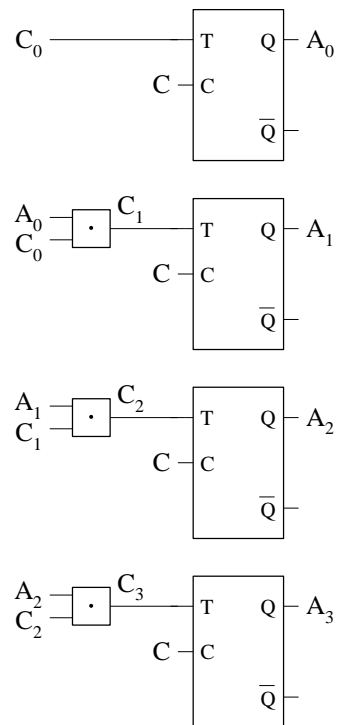 C₀ T Q A₀
C C
Q̅
A₀ · C₁ T Q A₁
C₀
C C
Q̅
A₁ · C₂ T Q A₂
C₁
C C
Q̅
A₂ · C₃ T Q A₃
C₂
C C
Q̅